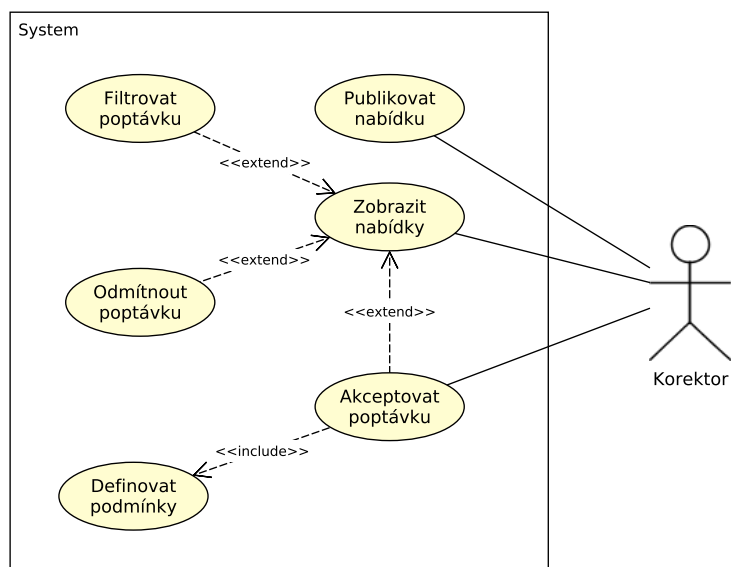 System
Filtrovat
poptávku
Publikovat
nabídku
<<extend>>
Zobrazit
nabídky
<<extend>>
Odmítnout
poptávku
<<extend>>
Korektor
Akceptovat
poptávku
<<include>>
Definovat
podmínky